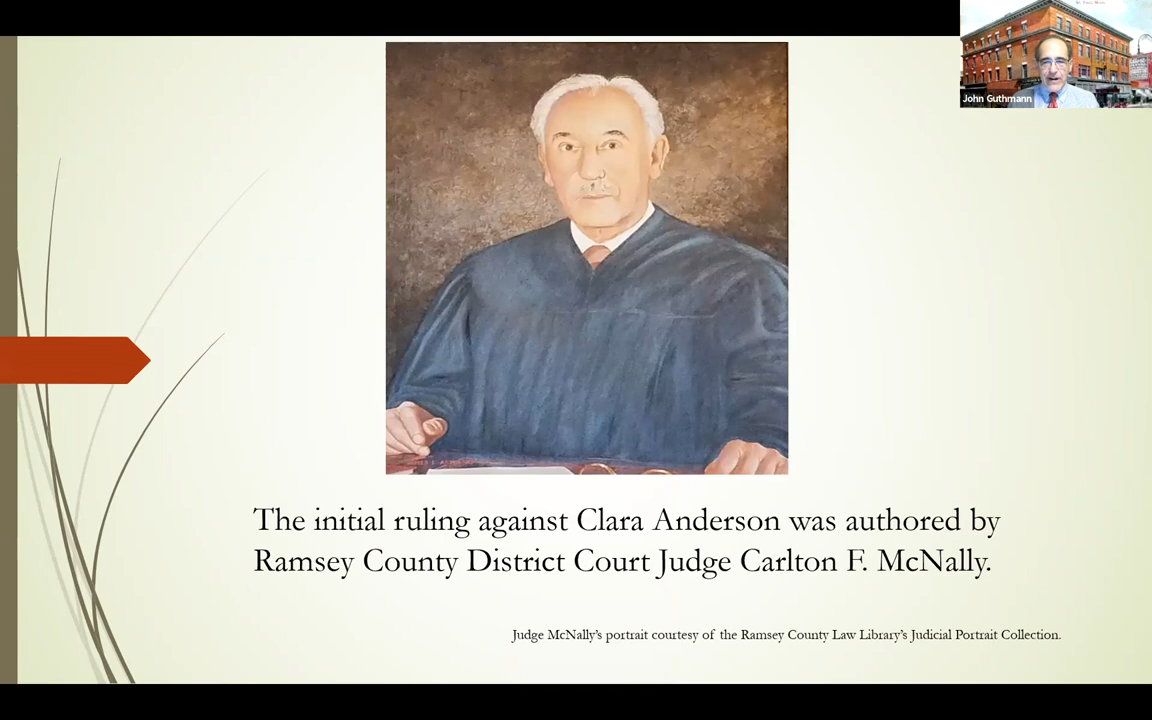 John Guthmann
The initial ruling against Clara Anderson was authored by
Ramsey County District Court Judge Carlton F. McNally.
Judge McNally’s portrait courtesy of the Ramsey County Law Library’s Judicial Portrait Collection.